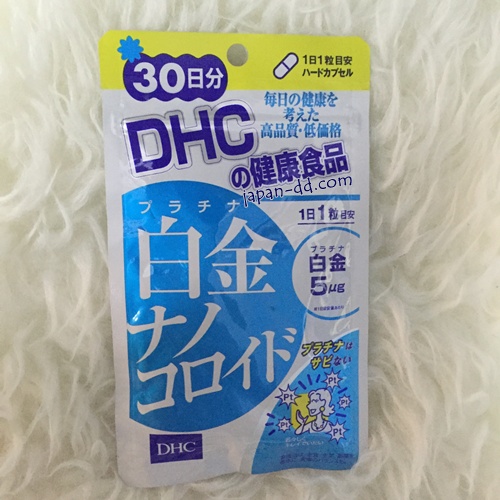 30日分
1日1粒目安
ハードカプセル
毎日の健康を
考えた
高品質・低価格
DHC
の健康食品
japan-dd.com
プラチナ
白金
ナノ
コロイド
1日1粒目安
プラチナ
白金
5μg
プラチナは
サビない
Pt
Pt
Pt
Pt
DHC